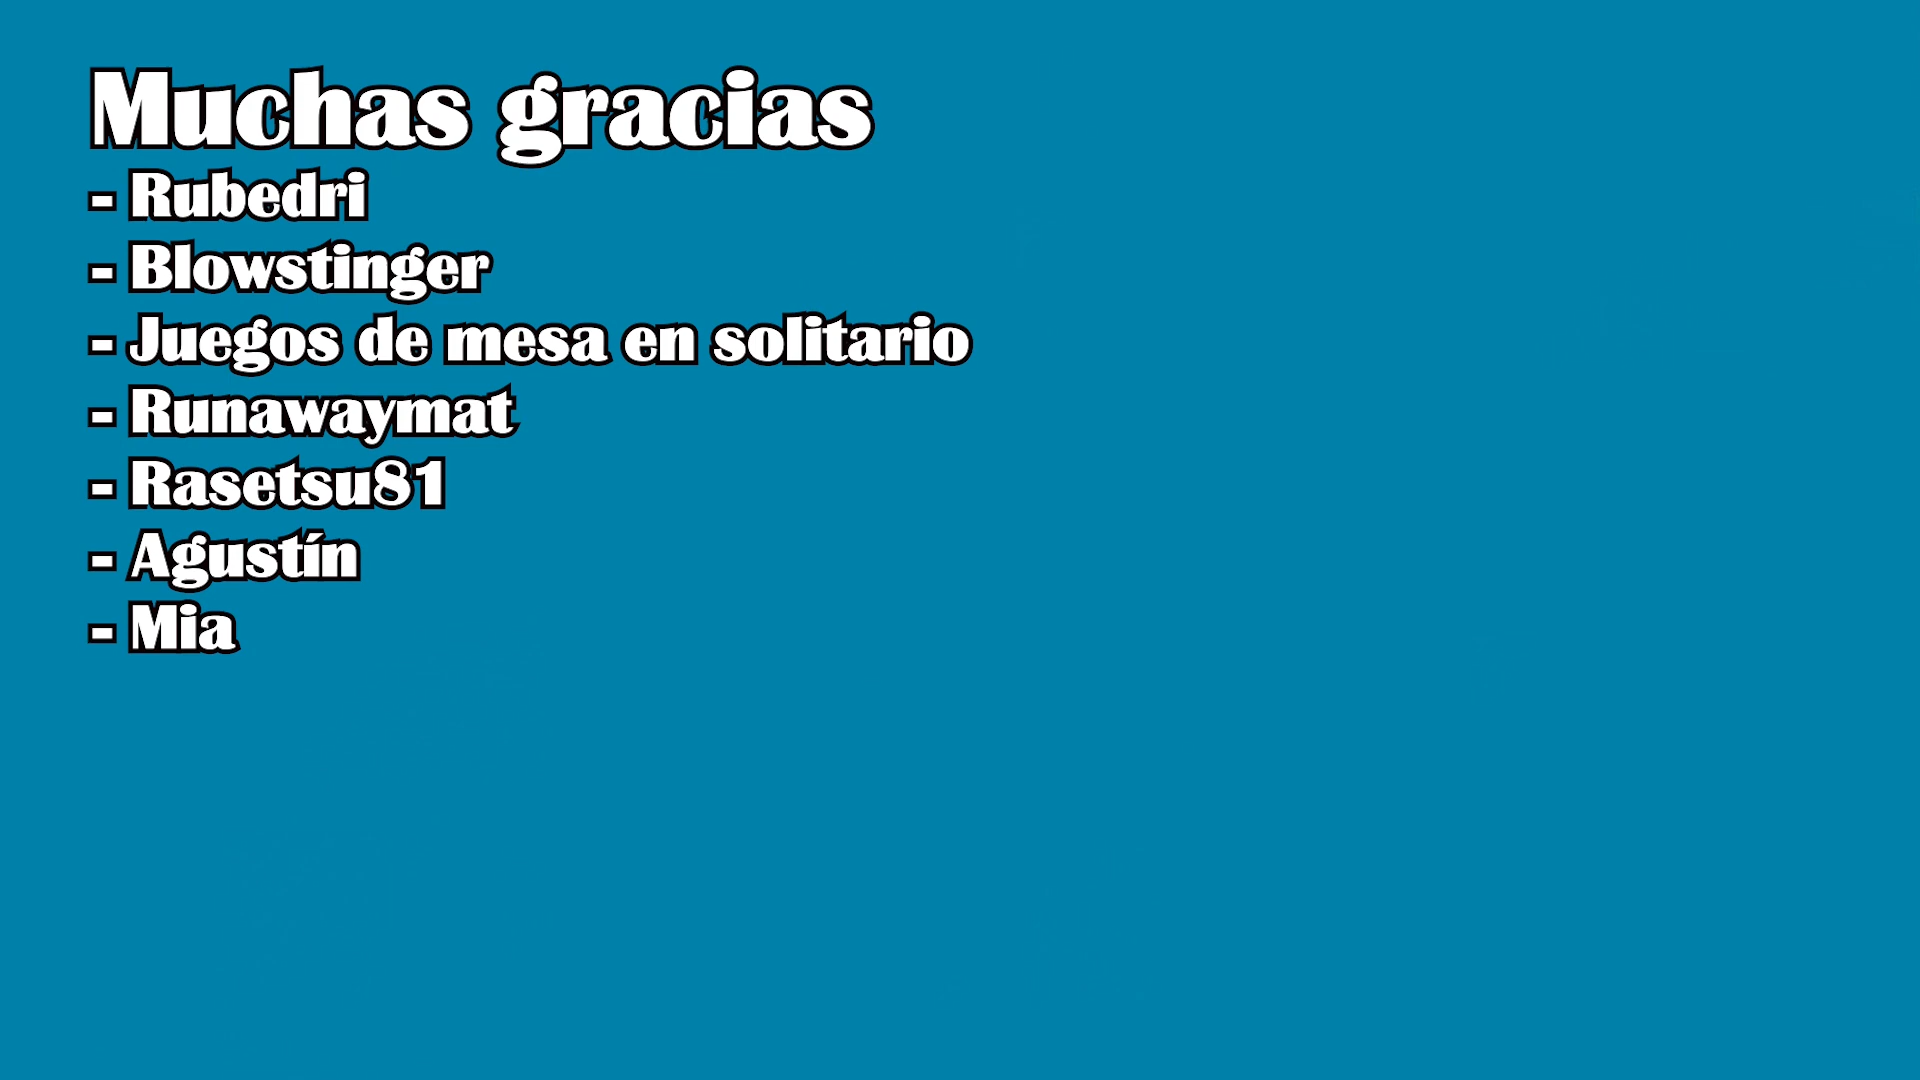 Muchas gracias
- Rubedri
- Blowstinger
- Juegos de mesa en solitario
- Runawaymat
- Rasetsu81
- Agustín
- Mia